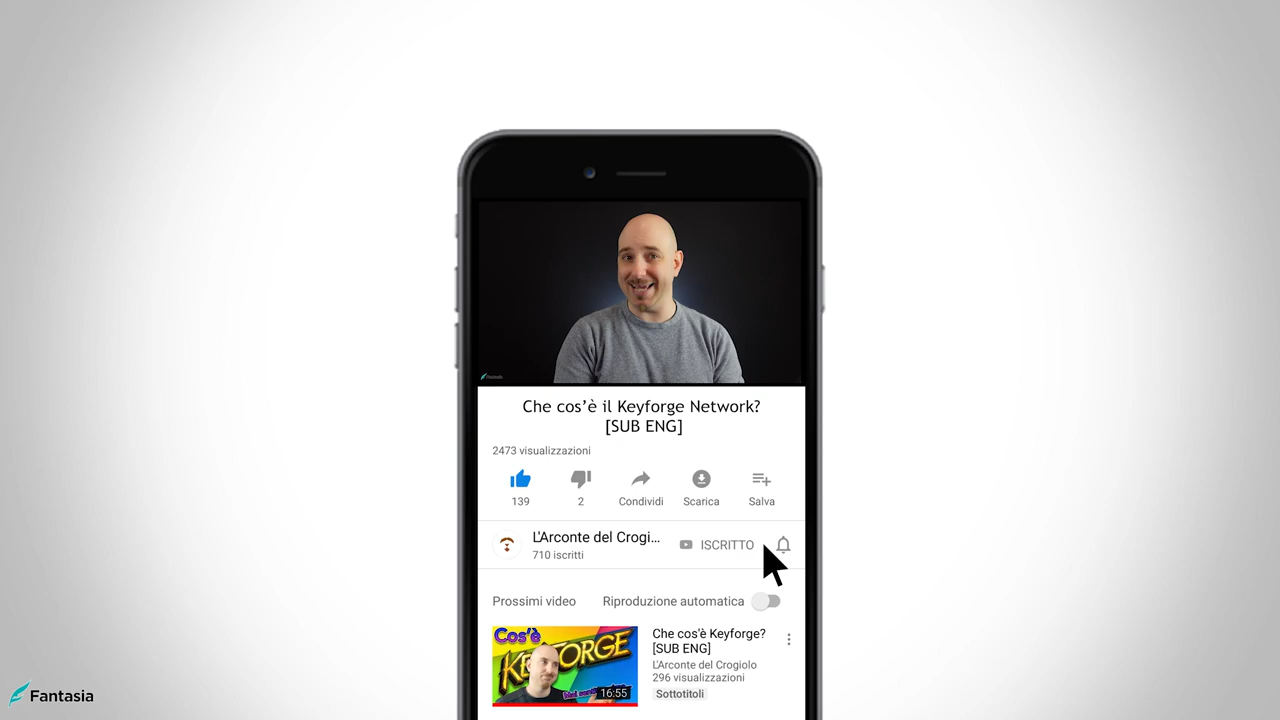 Che cos’è il Keyforge Network?
[SUB ENG]
2473 visualizzazioni
139
2
Condividi
Scarica
Salva
L'Arconte del Crogi...
710 iscritti
ISCRITTO
Prossimi video
Riproduzione automatica
Cos'è
KEYFORGE
16:55
Che cos'è Keyforge?
[SUB ENG]
L'Arconte del Crogiolo
296 visualizzazioni
Sottotitoli
Fantasia